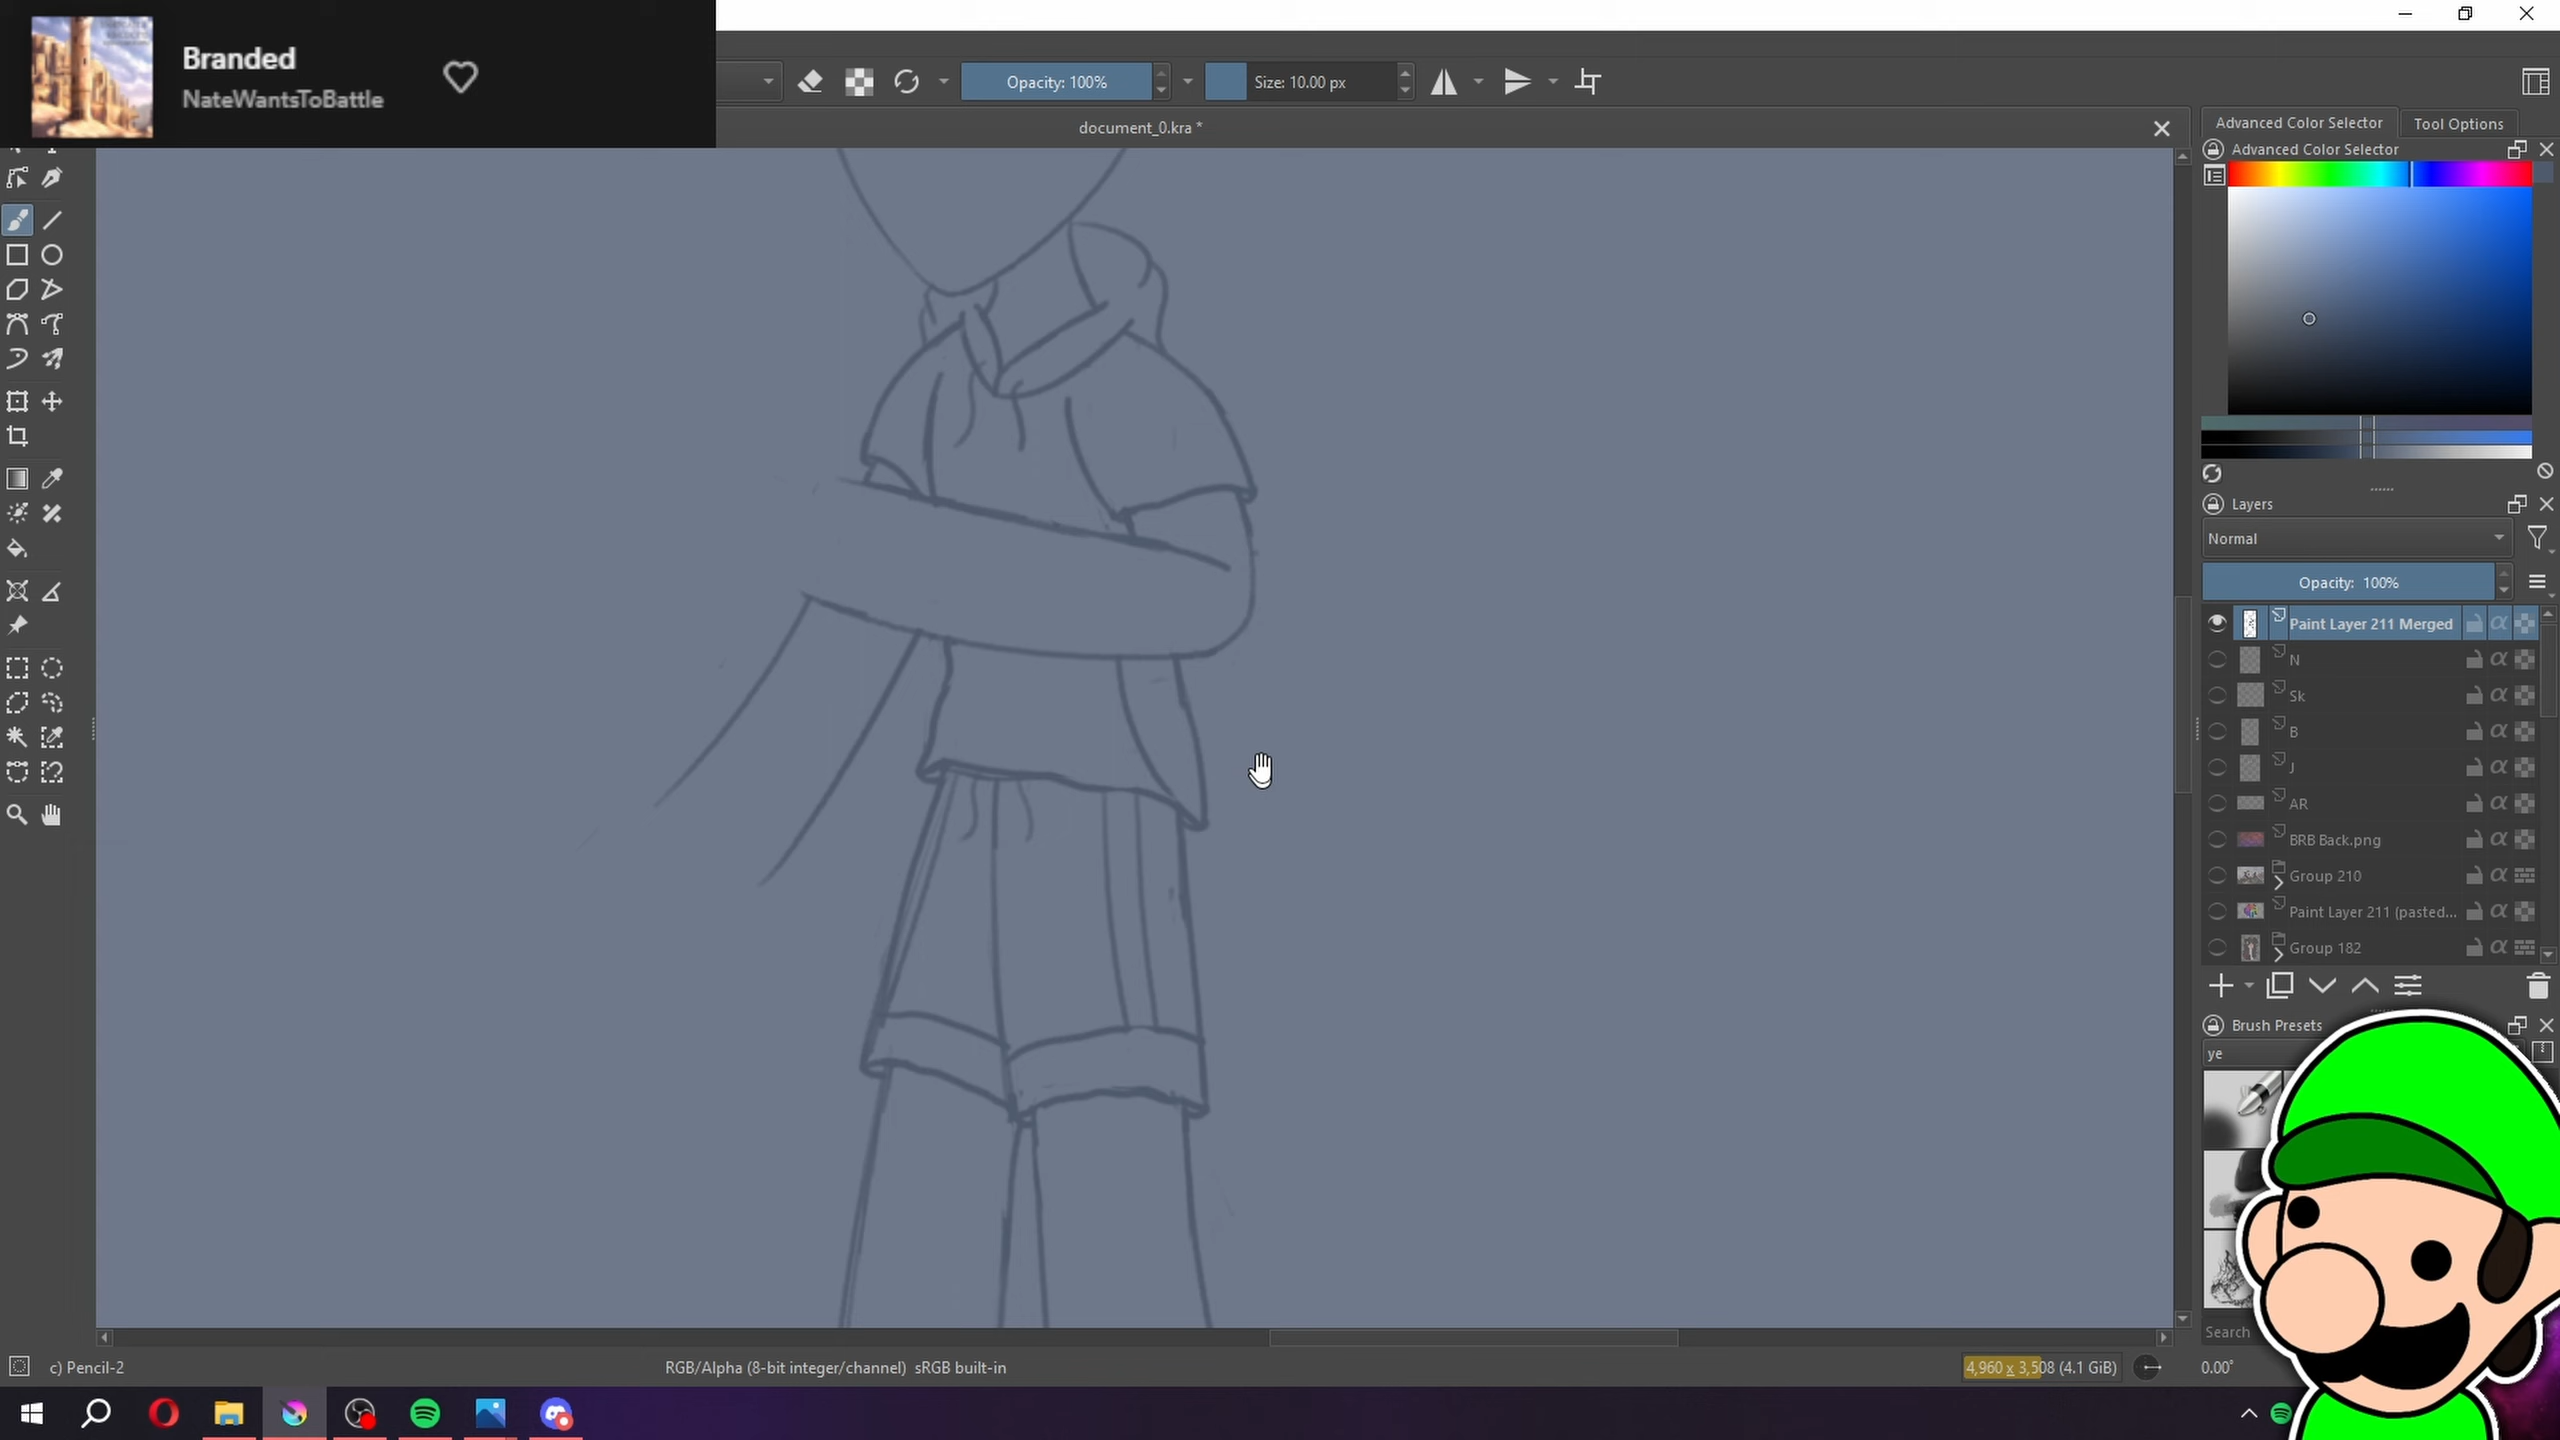 Branded
NateWantsToBattle
Opacity: 100%
Size: 10.00 px
document_0.kra *
Advanced Color Selector
Tool Options
Advanced Color Selector
Layers
Normal
Opacity: 100%
Paint Layer 211 Merged
N
Sk
B
J
AR
BRB Back.png
Group 210
Paint Layer 211 (pasted...
Group 182
Brush Presets
ye
Search
c) Pencil-2
RGB/Alpha (8-bit integer/channel) sRGB built-in
4,960 x 3,508 (4.1 GiB)
0.00°